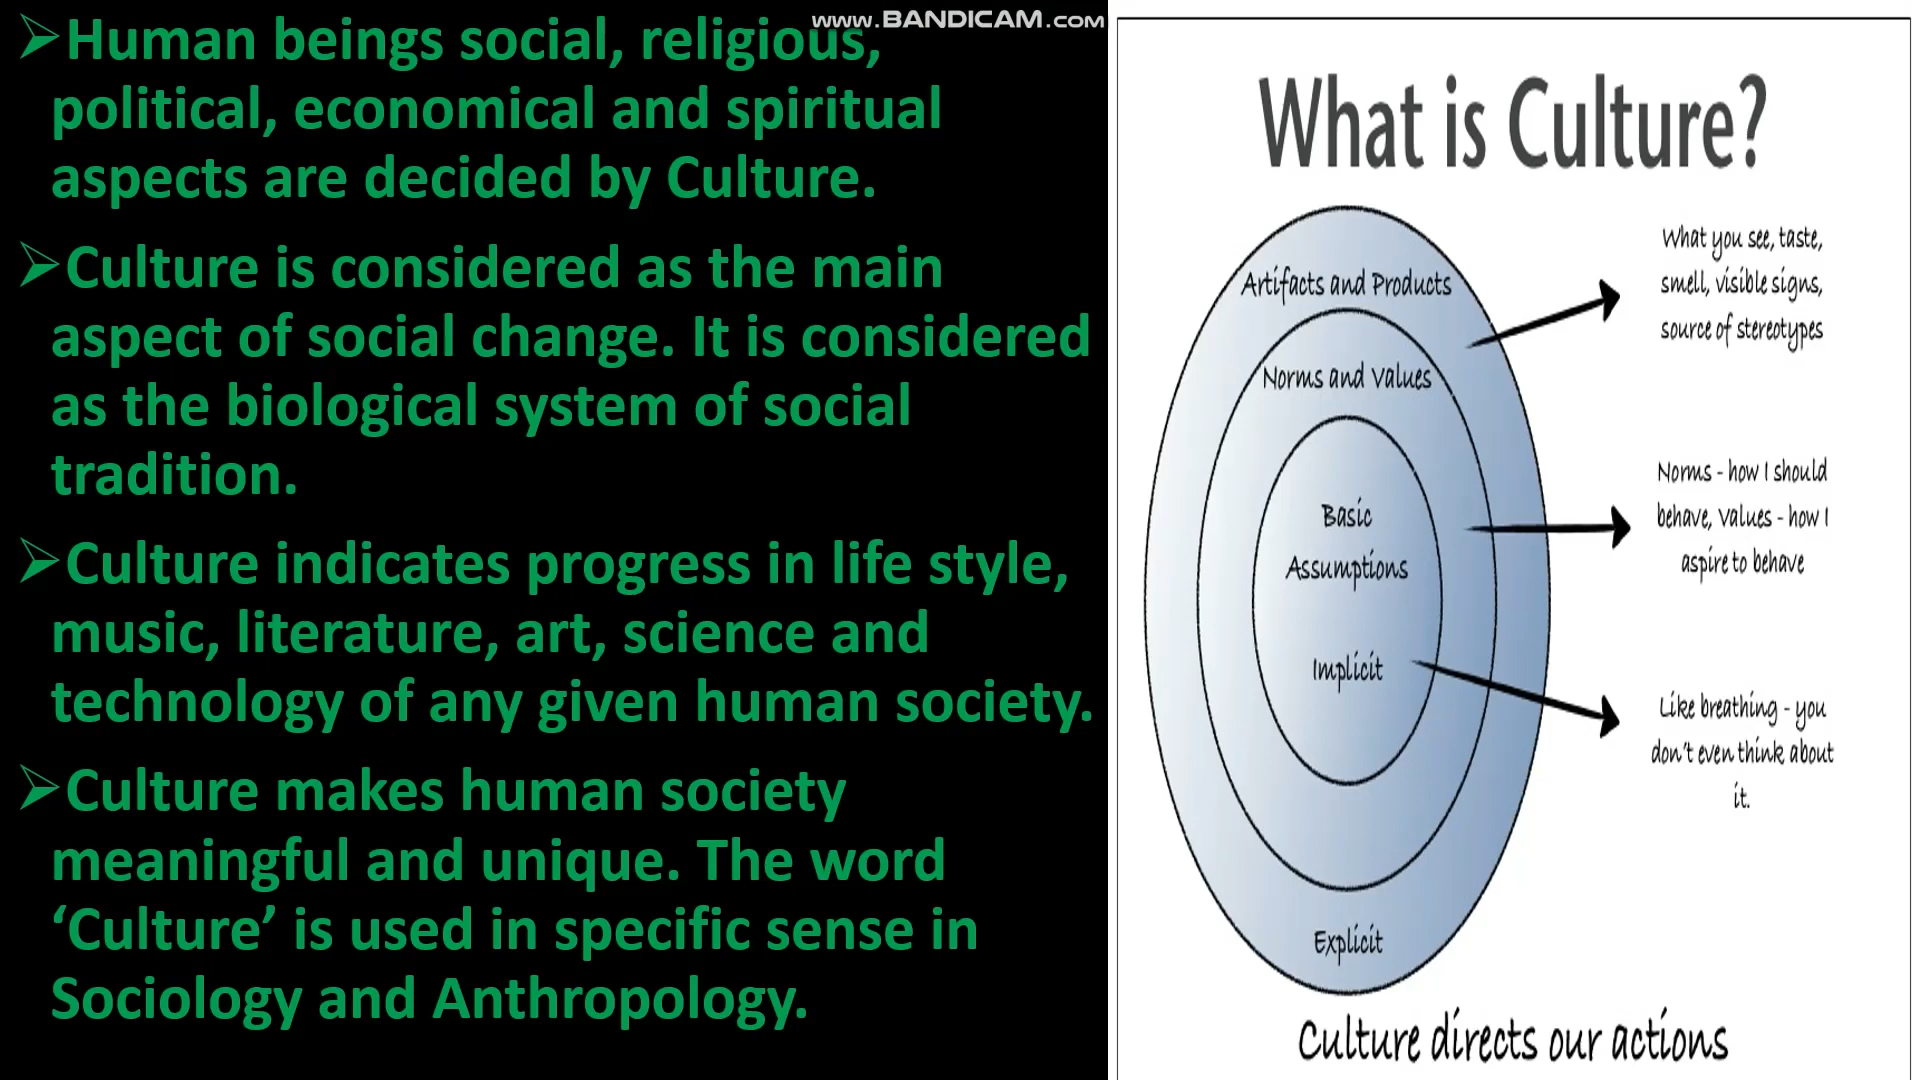 www.BANDICAM.com
➢Human beings social, religious,
political, economical and spiritual
aspects are decided by Culture.
➢Culture is considered as the main
aspect of social change. It is considered
as the biological system of social
tradition.
➢Culture indicates progress in life style,
music, literature, art, science and
technology of any given human society.
➢Culture makes human society
meaningful and unique. The word
‘Culture’ is used in specific sense in
Sociology and Anthropology.
What is Culture?
Artifacts and Products
Norms and Values
Basic
Assumptions
Implicit
Explicit
What you see, taste,
smell, visible signs,
source of stereotypes
Norms - how I should
behave, Values - how I
aspire to behave
Like breathing - you
don't even think about
it.
Culture directs our actions